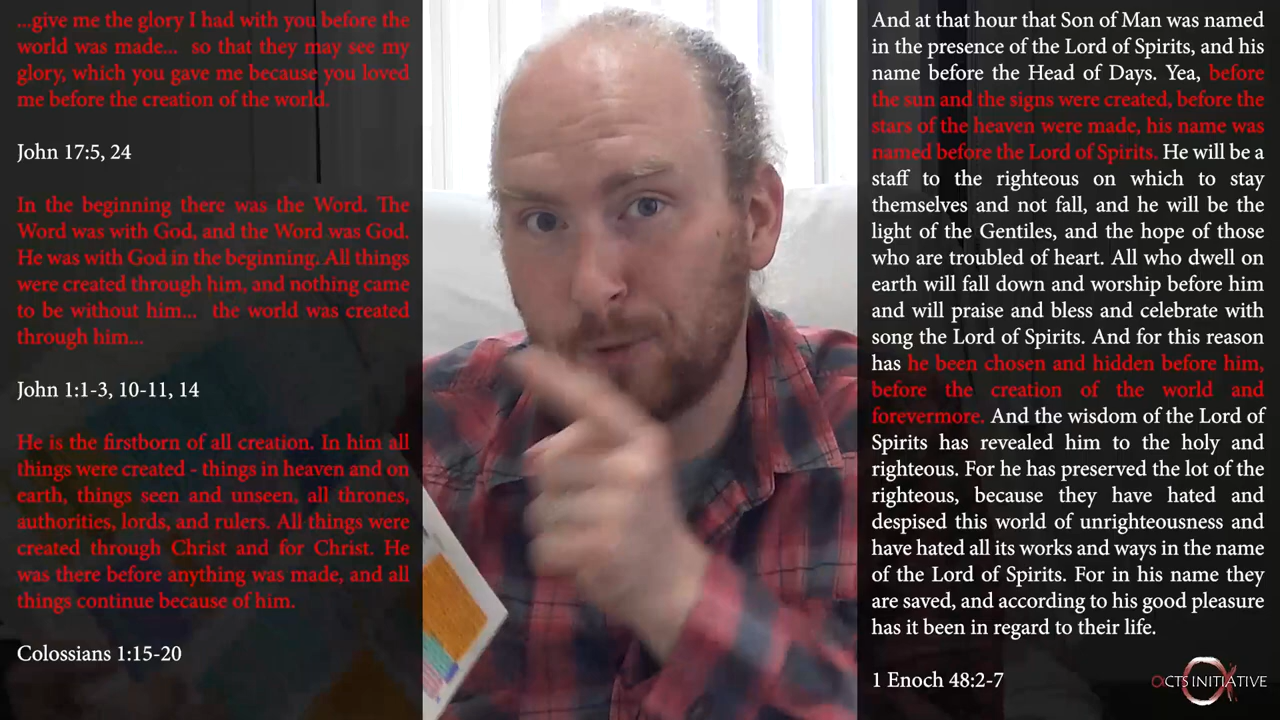 ...give me the glory I had with you before the
world was made... so that they may see my
glory, which you gave me because you loved
me before the creation of the world.
John 17:5, 24
In the beginning there was the Word. The
Word was with God, and the Word was God.
He was with God in the beginning. All things
were created through him, and nothing came
to be without him... the world was created
through him...
John 1:1-3, 10-11, 14
He is the firstborn of all creation. In him all
things were created - things in heaven and on
earth, things seen and unseen, all thrones,
authorities, lords, and rulers. All things were
created through Christ and for Christ. He
was there before anything was made, and all
things continue because of him.
Colossians 1:15-20
And at that hour that Son of Man was named
in the presence of the Lord of Spirits, and his
name before the Head of Days. Yea, before
the sun and the signs were created, before the
stars of the heaven were made, his name was
named before the Lord of Spirits. He will be a
staff to the righteous on which to stay
themselves and not fall, and he will be the
light of the Gentiles, and the hope of those
who are troubled of heart. All who dwell on
earth will fall down and worship before him
and will praise and bless and celebrate with
song the Lord of Spirits. And for this reason
has he been chosen and hidden before him,
before the creation of the world and
forevermore. And the wisdom of the Lord of
Spirits has revealed him to the holy and
righteous. For he has preserved the lot of the
righteous, because they have hated and
despised this world of unrighteousness and
have hated all its works and ways in the name
of the Lord of Spirits. For in his name they
are saved, and according to his good pleasure
has it been in regard to their life.
1 Enoch 48:2-7
ACTS INITIATIVE